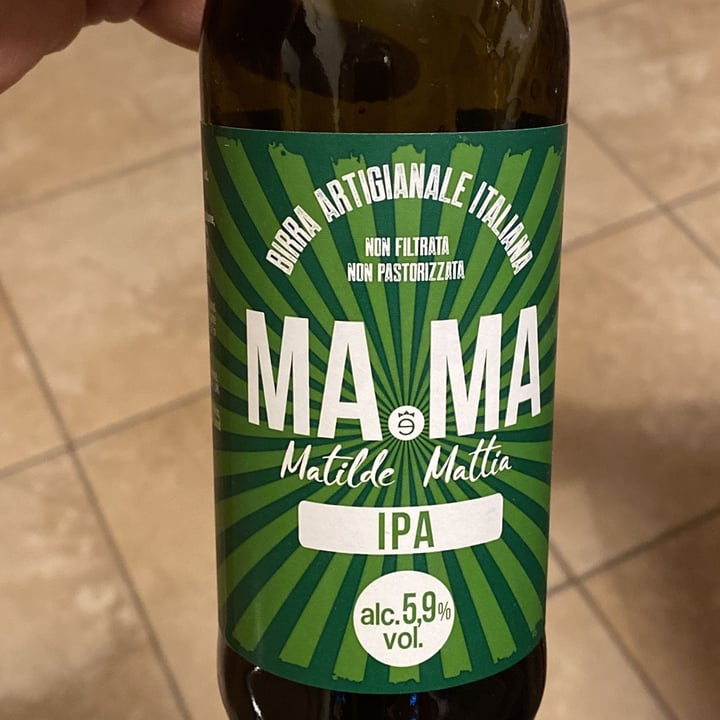 BIRRA ARTIGIANALE ITALIANA
NON FILTRATA
NON PASTORIZZATA
MA MA
Matilde Mattia
IPA
alc. 5,9%
vol.